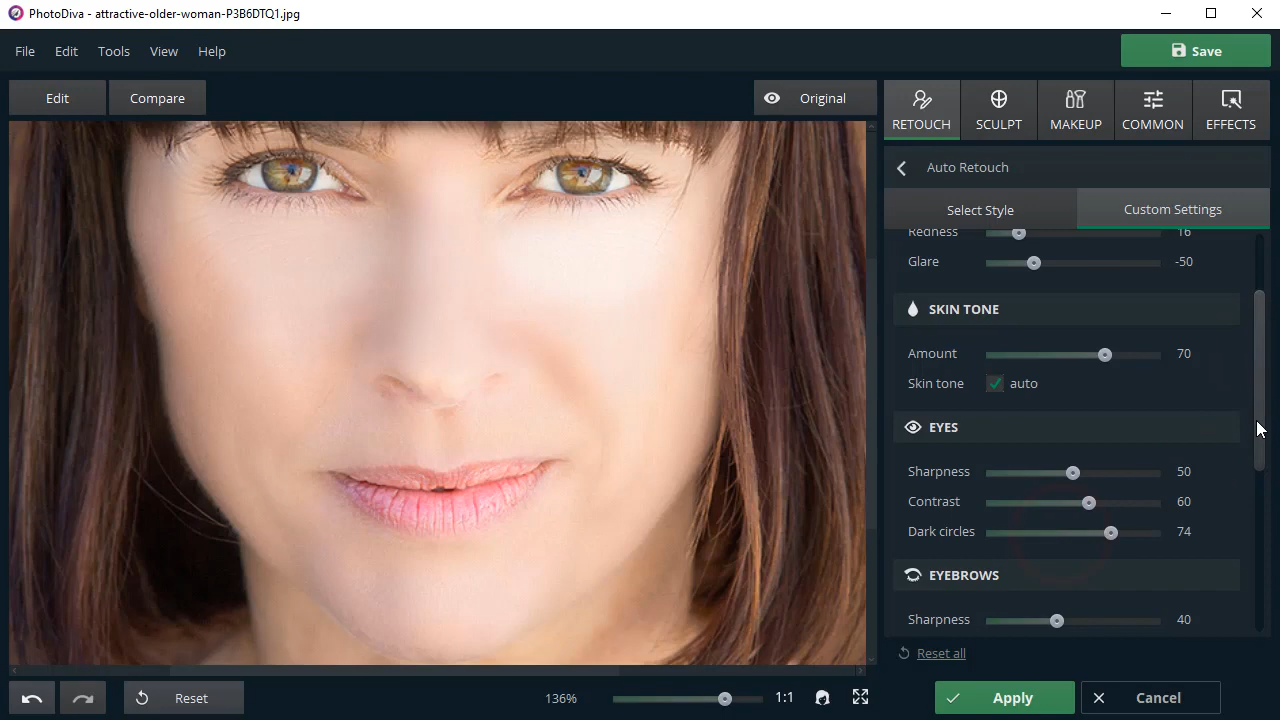 PhotoDiva - attractive-older-woman-P3B6DTQ1.jpg
File Edit Tools View Help
Save
Edit Compare Original
RETOUCH SCULPT MAKEUP COMMON EFFECTS
Auto Retouch
Select Style Custom Settings
Redness 16
Glare -50
SKIN TONE
Amount 70
Skin tone auto
EYES
Sharpness 50
Contrast 60
Dark circles 74
EYEBROWS
Sharpness 40
Reset all
Reset 136% 1:1 Apply Cancel